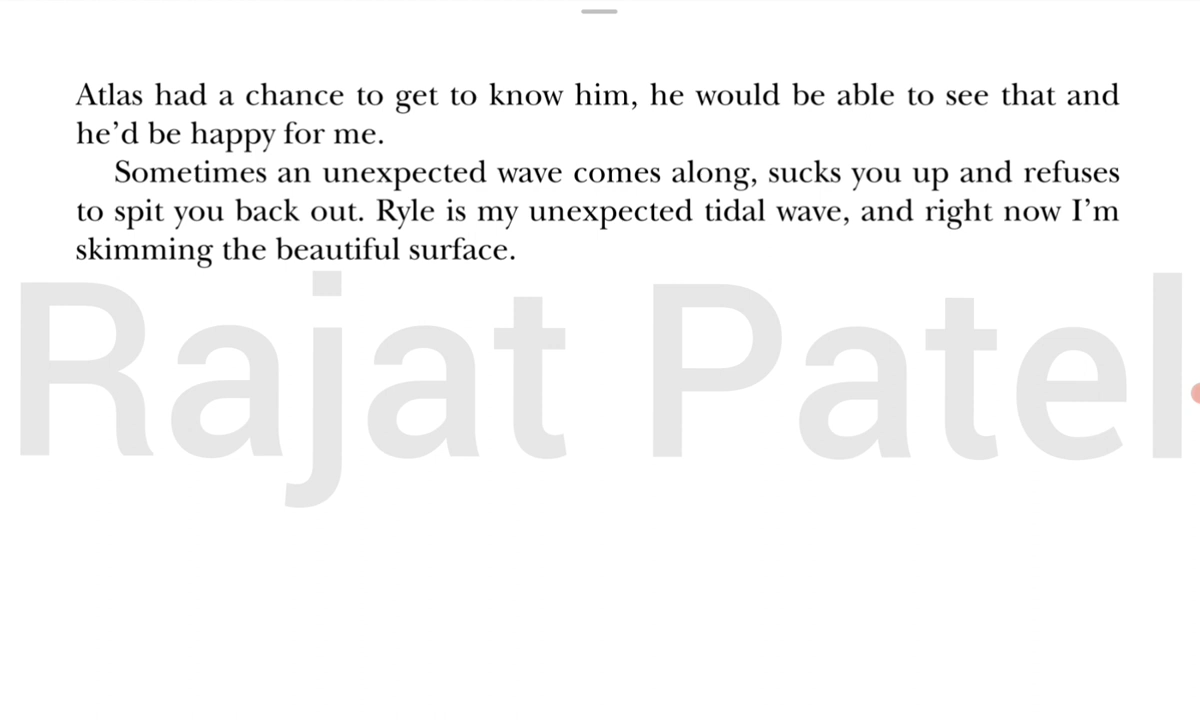 Atlas had a chance to get to know him, he would be able to see that and
he’d be happy for me.
Sometimes an unexpected wave comes along, sucks you up and refuses
to spit you back out. Ryle is my unexpected tidal wave, and right now I’m
skimming the beautiful surface.
Rajat Patel